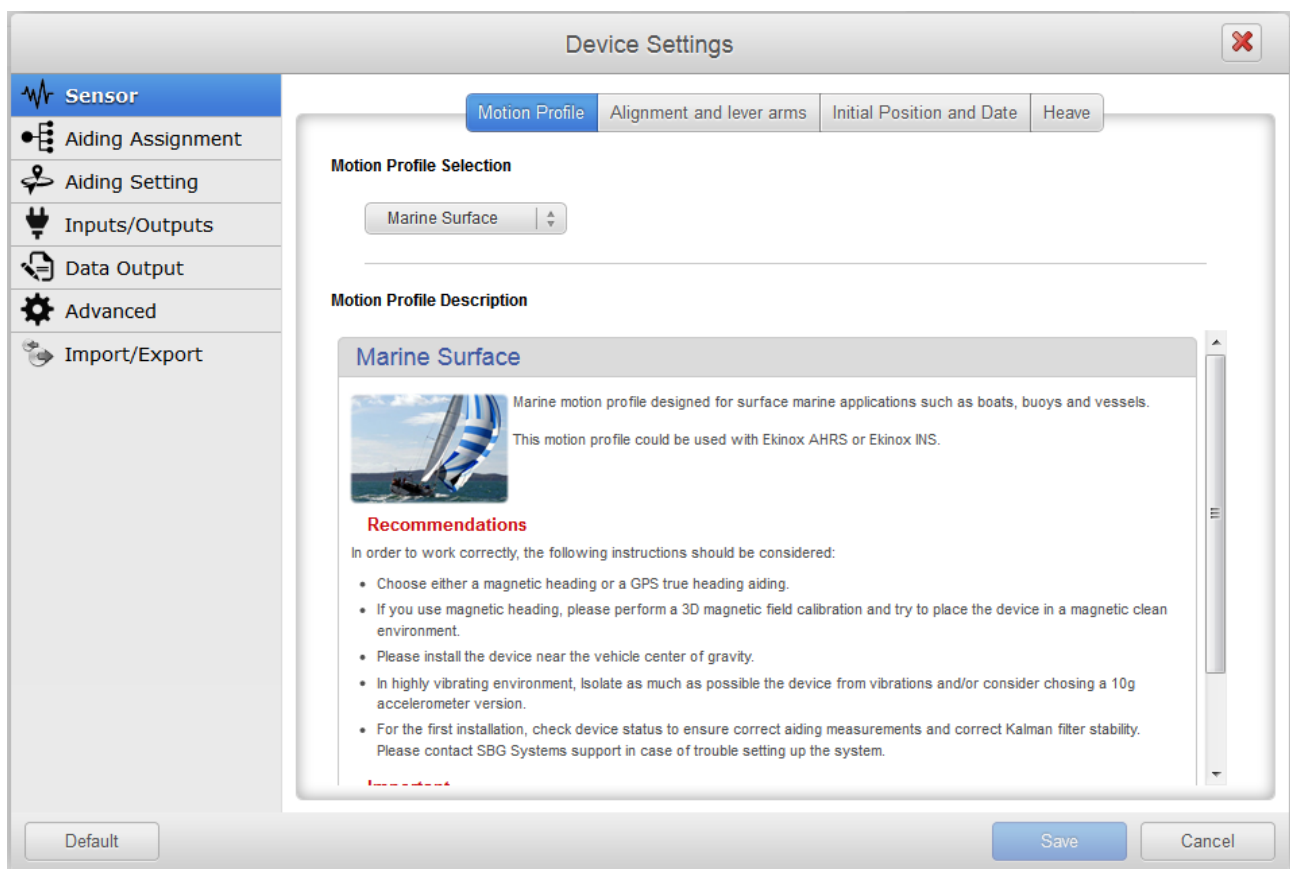 Device Settings
Sensor
Aiding Assignment
Aiding Setting
Inputs/Outputs
Data Output
Advanced
Import/Export
Motion Profile
Alignment and lever arms
Initial Position and Date
Heave
Motion Profile Selection
Marine Surface
Motion Profile Description
Marine Surface
Marine motion profile designed for surface marine applications such as boats, buoys and vessels.
This motion profile could be used with Ekinox AHRS or Ekinox INS.
Recommendations
In order to work correctly, the following instructions should be considered:
• Choose either a magnetic heading or a GPS true heading aiding.
• If you use magnetic heading, please perform a 3D magnetic field calibration and try to place the device in a magnetic clean
environment.
• Please install the device near the vehicle center of gravity.
• In highly vibrating environment, Isolate as much as possible the device from vibrations and/or consider chosing a 10g
accelerometer version.
• For the first installation, check device status to ensure correct aiding measurements and correct Kalman filter stability.
Please contact SBG Systems support in case of trouble setting up the system.
Important
Default
Save
Cancel